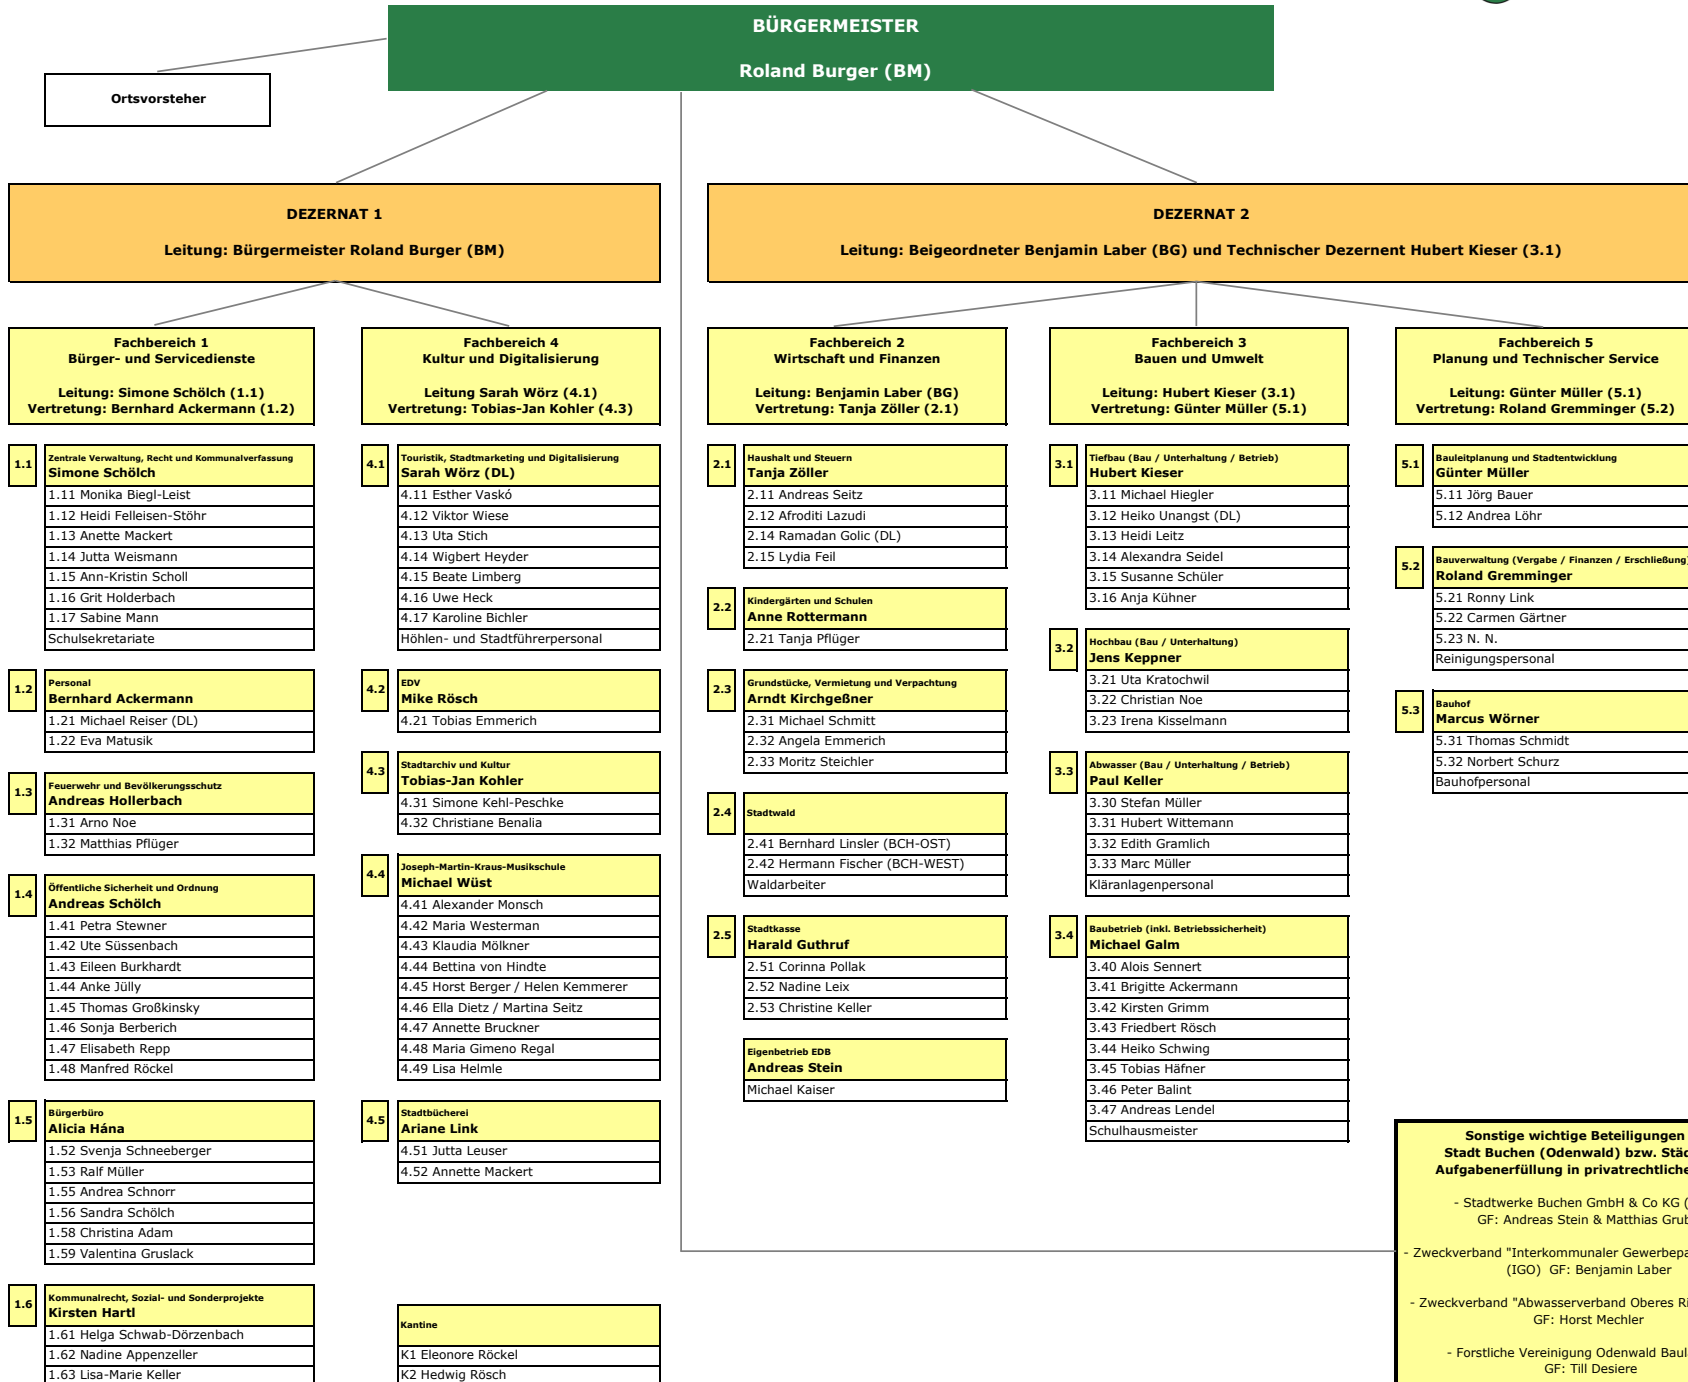 BÜRGERMEISTER
Roland Burger (BM)
Ortsvorsteher
DEZERNAT 1
Leitung: Bürgermeister Roland Burger (BM)
DEZERNAT 2
Leitung: Beigeordneter Benjamin Laber (BG) und Technischer Dezernent Hubert Kieser (3.1)
Fachbereich 1
Bürger- und Servicedienste
Leitung: Simone Schölch (1.1)
Vertretung: Bernhard Ackermann (1.2)
1.1
Zentrale Verwaltung, Recht und Kommunalverfassung
Simone Schölch
1.11 Monika Biegl-Leist
1.12 Heidi Felleisen-Stöhr
1.13 Anette Mackert
1.14 Jutta Weismann
1.15 Ann-Kristin Scholl
1.16 Grit Holderbach
1.17 Sabine Mann
Schulsekretariate
1.2
Personal
Bernhard Ackermann
1.21 Michael Reiser (DL)
1.22 Eva Matusik
1.3
Feuerwehr und Bevölkerungsschutz
Andreas Hollerbach
1.31 Arno Noe
1.32 Matthias Pflüger
1.4
Öffentliche Sicherheit und Ordnung
Andreas Schölch
1.41 Petra Stewner
1.42 Ute Süssenbach
1.43 Eileen Burkhardt
1.44 Anke Jülly
1.45 Thomas Großkinsky
1.46 Sonja Berberich
1.47 Elisabeth Repp
1.48 Manfred Röckel
1.5
Bürgerbüro
Alicia Hána
1.52 Svenja Schneeberger
1.53 Ralf Müller
1.55 Andrea Schnorr
1.56 Sandra Schölch
1.58 Christina Adam
1.59 Valentina Gruslack
1.6
Kommunalrecht, Sozial- und Sonderprojekte
Kirsten Hartl
1.61 Helga Schwab-Dörzenbach
1.62 Nadine Appenzeller
1.63 Lisa-Marie Keller
Fachbereich 4
Kultur und Digitalisierung
Leitung Sarah Wörz (4.1)
Vertretung: Tobias-Jan Kohler (4.3)
4.1
Touristik, Stadtmarketing und Digitalisierung
Sarah Wörz (DL)
4.11 Esther Vaskó
4.12 Viktor Wiese
4.13 Uta Stich
4.14 Wigbert Heyder
4.15 Beate Limberg
4.16 Uwe Heck
4.17 Karoline Bichler
Höhlen- und Stadtführerpersonal
4.2
EDV
Mike Rösch
4.21 Tobias Emmerich
4.3
Stadtarchiv und Kultur
Tobias-Jan Kohler
4.31 Simone Kehl-Peschke
4.32 Christiane Benalia
4.4
Joseph-Martin-Kraus-Musikschule
Michael Wüst
4.41 Alexander Monsch
4.42 Maria Westerman
4.43 Klaudia Mölkner
4.44 Bettina von Hindte
4.45 Horst Berger / Helen Kemmerer
4.46 Ella Dietz / Martina Seitz
4.47 Annette Bruckner
4.48 Maria Gimeno Regal
4.49 Lisa Helmle
4.5
Stadtbücherei
Ariane Link
4.51 Jutta Leuser
4.52 Annette Mackert
Kantine
K1 Eleonore Röckel
K2 Hedwig Rösch
Fachbereich 2
Wirtschaft und Finanzen
Leitung: Benjamin Laber (BG)
Vertretung: Tanja Zöller (2.1)
2.1
Haushalt und Steuern
Tanja Zöller
2.11 Andreas Seitz
2.12 Afroditi Lazudi
2.14 Ramadan Golic (DL)
2.15 Lydia Feil
2.2
Kindergärten und Schulen
Anne Rottermann
2.21 Tanja Pflüger
2.3
Grundstücke, Vermietung und Verpachtung
Arndt Kirchgeßner
2.31 Michael Schmitt
2.32 Angela Emmerich
2.33 Moritz Steichler
2.4
Stadtwald
2.41 Bernhard Linsler (BCH-OST)
2.42 Hermann Fischer (BCH-WEST)
Waldarbeiter
2.5
Stadtkasse
Harald Guthruf
2.51 Corinna Pollak
2.52 Nadine Leix
2.53 Christine Keller
Eigenbetrieb EDB
Andreas Stein
Michael Kaiser
Fachbereich 3
Bauen und Umwelt
Leitung: Hubert Kieser (3.1)
Vertretung: Günter Müller (5.1)
3.1
Tiefbau (Bau / Unterhaltung / Betrieb)
Hubert Kieser
3.11 Michael Hiegler
3.12 Heiko Unangst (DL)
3.13 Heidi Leitz
3.14 Alexandra Seidel
3.15 Susanne Schüler
3.16 Anja Kühner
3.2
Hochbau (Bau / Unterhaltung)
Jens Keppner
3.21 Uta Kratochwil
3.22 Christian Noe
3.23 Irena Kisselmann
3.3
Abwasser (Bau / Unterhaltung / Betrieb)
Paul Keller
3.30 Stefan Müller
3.31 Hubert Wittemann
3.32 Edith Gramlich
3.33 Marc Müller
Kläranlagenpersonal
3.4
Baubetrieb (inkl. Betriebssicherheit)
Michael Galm
3.40 Alois Sennert
3.41 Brigitte Ackermann
3.42 Kirsten Grimm
3.43 Friedbert Rösch
3.44 Heiko Schwing
3.45 Tobias Häfner
3.46 Peter Balint
3.47 Andreas Lendel
Schulhausmeister
Fachbereich 5
Planung und Technischer Service
Leitung: Günter Müller (5.1)
Vertretung: Roland Gremminger (5.2)
5.1
Bauleitplanung und Stadtentwicklung
Günter Müller
5.11 Jörg Bauer
5.12 Andrea Löhr
5.2
Bauverwaltung (Vergabe / Finanzen / Erschließung)
Roland Gremminger
5.21 Ronny Link
5.22 Carmen Gärtner
5.23 N. N.
Reinigungspersonal
5.3
Bauhof
Marcus Wörner
5.31 Thomas Schmidt
5.32 Norbert Schurz
Bauhofpersonal
Sonstige wichtige Beteiligungen
Stadt Buchen (Odenwald) bzw.
Aufgabenerfüllung in
- Stadtwerke Buchen GmbH & Co KG
GF: Andreas Stein & Matthias
- Zweckverband "Interkommunaler
(IGO) GF: Benjamin Laber
- Zweckverband "Abwasserverband Oberes
GF: Horst Mechler
- Forstliche Vereinigung Odenwald
GF: Till Desiere